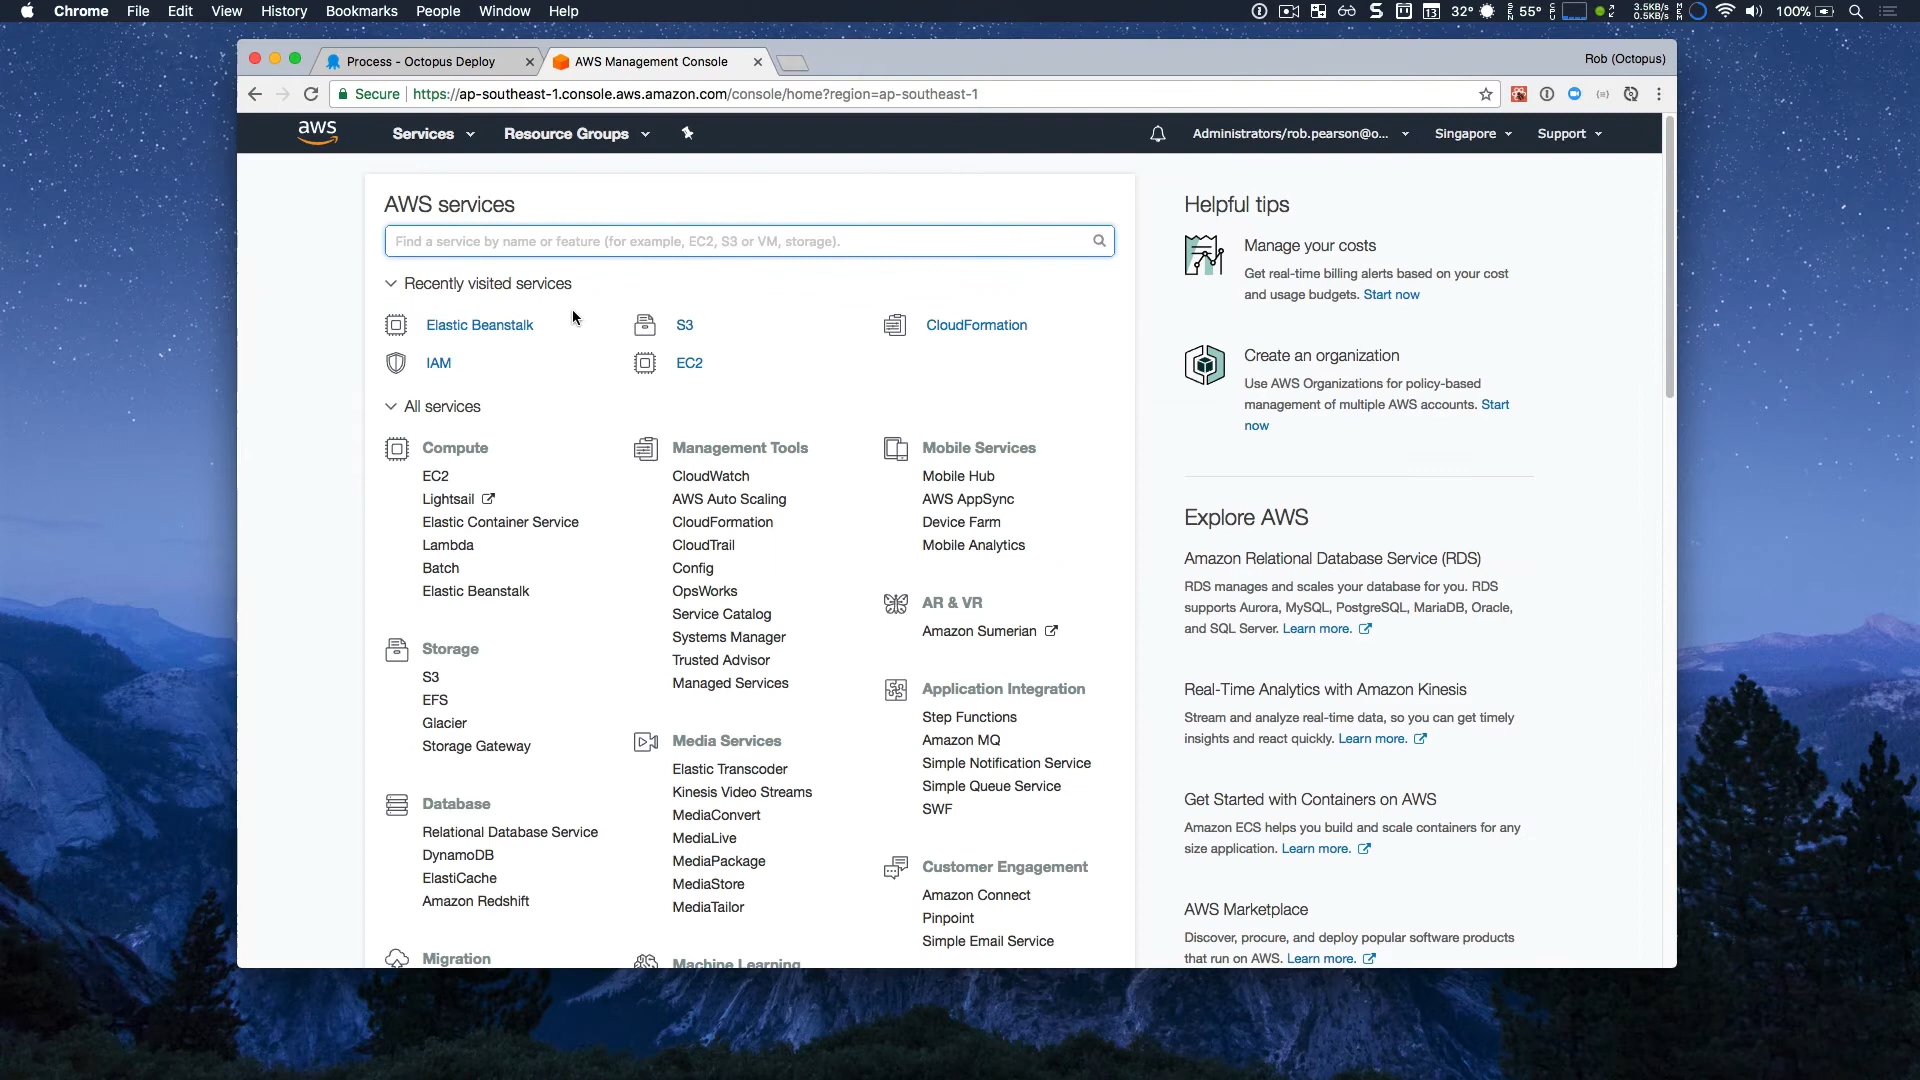 Chrome File Edit View History Bookmarks People Window Help
32° 55° 3.5KB/s 0.5KB/s 100%
Process - Octopus Deploy
AWS Management Console
Rob (Octopus)
Secure https://ap-southeast-1.console.aws.amazon.com/console/home?region=ap-southeast-1
aws Services Resource Groups Administrators/rob.pearson@o... Singapore Support
AWS services
Find a service by name or feature (for example, EC2, S3 or VM, storage).
Recently visited services
Elastic Beanstalk S3 CloudFormation
IAM EC2
All services
Compute
EC2
Lightsail
Elastic Container Service
Lambda
Batch
Elastic Beanstalk
Storage
S3
EFS
Glacier
Storage Gateway
Database
Relational Database Service
DynamoDB
ElastiCache
Amazon Redshift
Migration
Management Tools
CloudWatch
AWS Auto Scaling
CloudFormation
CloudTrail
Config
OpsWorks
Service Catalog
Systems Manager
Trusted Advisor
Managed Services
Media Services
Elastic Transcoder
Kinesis Video Streams
MediaConvert
MediaLive
MediaPackage
MediaStore
MediaTailor
Machine Learning
Mobile Services
Mobile Hub
AWS AppSync
Device Farm
Mobile Analytics
AR & VR
Amazon Sumerian
Application Integration
Step Functions
Amazon MQ
Simple Notification Service
Simple Queue Service
SWF
Customer Engagement
Amazon Connect
Pinpoint
Simple Email Service
Helpful tips
Manage your costs
Get real-time billing alerts based on your cost
and usage budgets. Start now
Create an organization
Use AWS Organizations for policy-based
management of multiple AWS accounts. Start
now
Explore AWS
Amazon Relational Database Service (RDS)
RDS manages and scales your database for you. RDS
supports Aurora, MySQL, PostgreSQL, MariaDB, Oracle,
and SQL Server. Learn more.
Real-Time Analytics with Amazon Kinesis
Stream and analyze real-time data, so you can get timely
insights and react quickly. Learn more.
Get Started with Containers on AWS
Amazon ECS helps you build and scale containers for any
size application. Learn more.
AWS Marketplace
Discover, procure, and deploy popular software products
that run on AWS. Learn more.